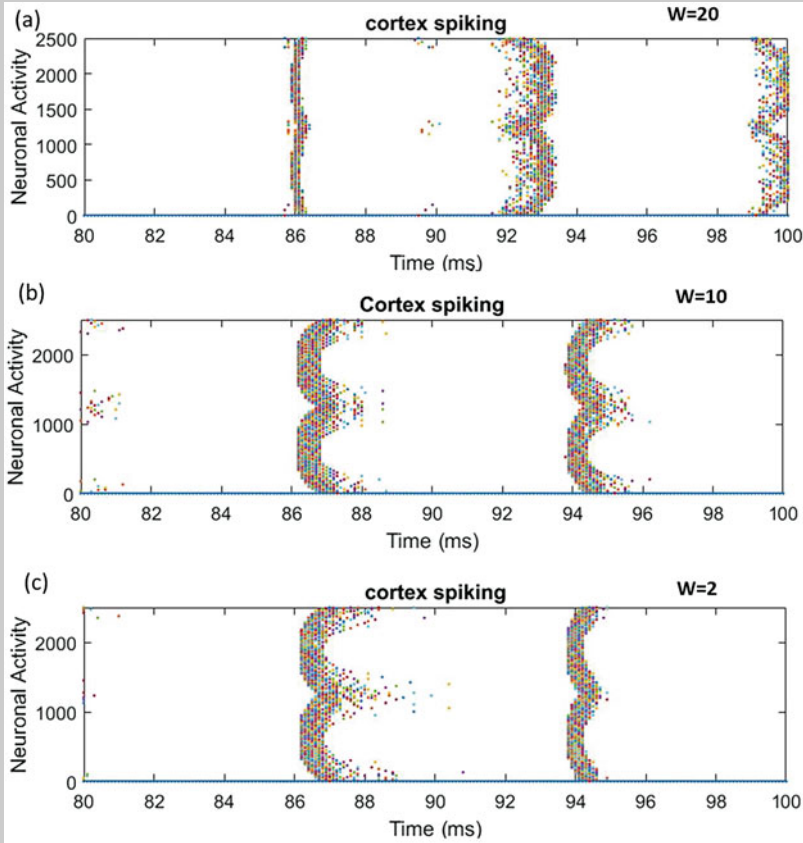 (a)
cortex spiking
W=20
Neuronal Activity
2500
2000
1500
1000
500
0
80 82 84 86 88 90 92 94 96 98 100
Time (ms)
(b)
Cortex spiking
W=10
Neuronal Activity
2000
1000
0
80 82 84 86 88 90 92 94 96 98 100
Time (ms)
(c)
cortex spiking
W=2
Neuronal Activity
2000
1000
0
80 82 84 86 88 90 92 94 96 98 100
Time (ms)